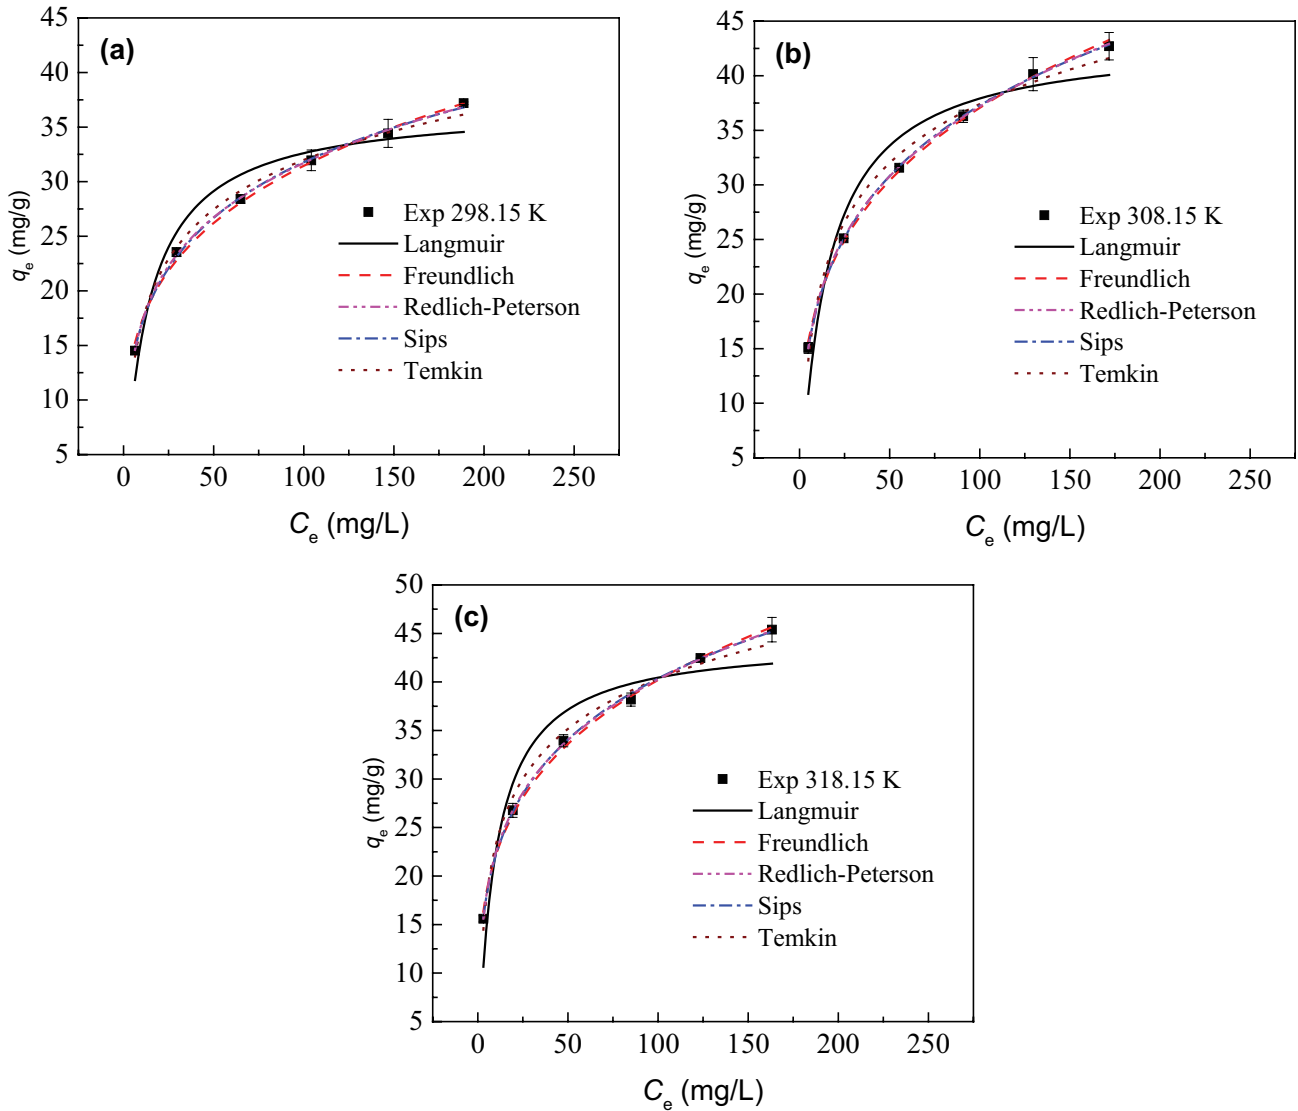 (a)
45
40
35
30
25
20
15
10
5
qe (mg/g)
Exp 298.15 K
Langmuir
Freundlich
Redlich-Peterson
Sips
Temkin
0 50 100 150 200 250
Ce (mg/L)
(b)
45
40
35
30
25
20
15
10
5
qe (mg/g)
Exp 308.15 K
Langmuir
Freundlich
Redlich-Peterson
Sips
Temkin
0 50 100 150 200 250
Ce (mg/L)
(c)
50
45
40
35
30
25
20
15
10
5
qe (mg/g)
Exp 318.15 K
Langmuir
Freundlich
Redlich-Peterson
Sips
Temkin
0 50 100 150 200 250
Ce (mg/L)